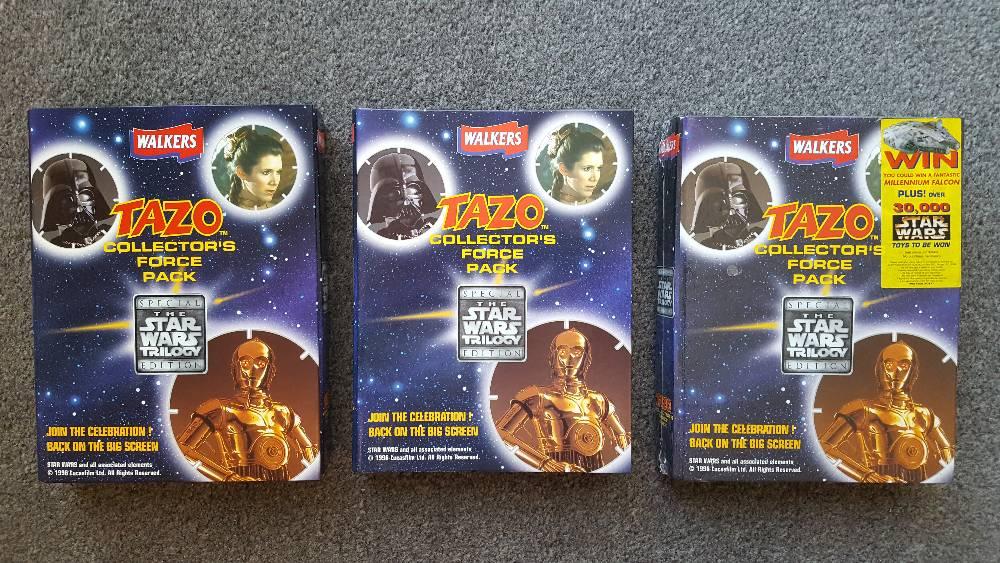 WALKERS
TAZO™
COLLECTOR'S
FORCE
PACK
SPECIAL
THE
STAR
WARS
TRILOGY
EDITION
JOIN THE CELEBRATION!
BACK ON THE BIG SCREEN
STAR WARS and all associated elements
© 1996 Lucasfilm Ltd. All Rights Reserved.
WALKERS
TAZO™
COLLECTOR'S
FORCE
PACK
SPECIAL
THE
STAR
WARS
TRILOGY
EDITION
JOIN THE CELEBRATION!
BACK ON THE BIG SCREEN
STAR WARS and all associated elements
© 1996 Lucasfilm Ltd. All Rights Reserved.
WALKERS
TAZO
COLLECTOR'S
FORCE
PACK
SPECIAL
THE
STAR
WARS
TRILOGY
EDITION
JOIN THE CELEBRATION!
BACK ON THE BIG SCREEN
STAR WARS and all associated elements
© 1996 Lucasfilm Ltd. All Rights Reserved.
WIN
YOU COULD WIN A FANTASTIC
MILLENNIUM FALCON
PLUS! OVER
30,000
STAR
WARS
TOYS TO BE WON